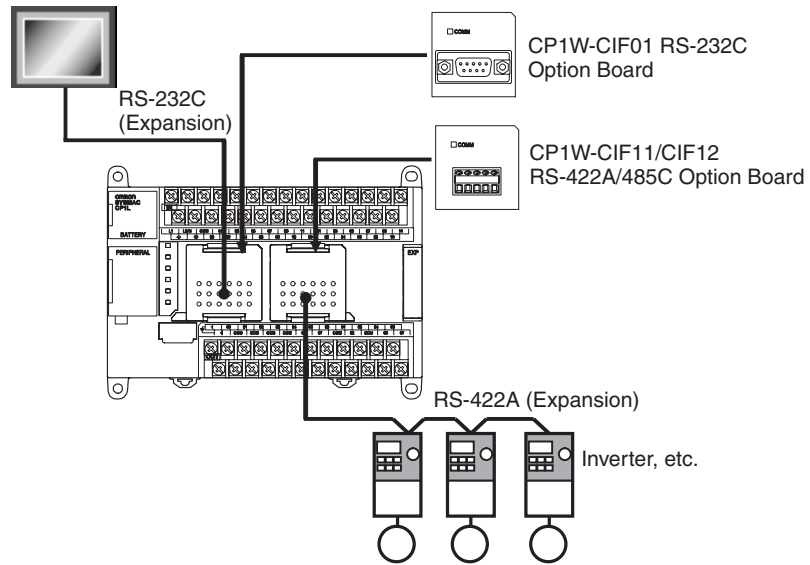 COMM
CP1W-CIF01 RS-232C
Option Board
RS-232C
(Expansion)
COMM
CP1W-CIF11/CIF12
RS-422A/485C Option Board
OMRON
SYSMAC
CP1L
BATTERY
PERIPHERAL
EXP
OUT
RS-422A (Expansion)
Inverter, etc.